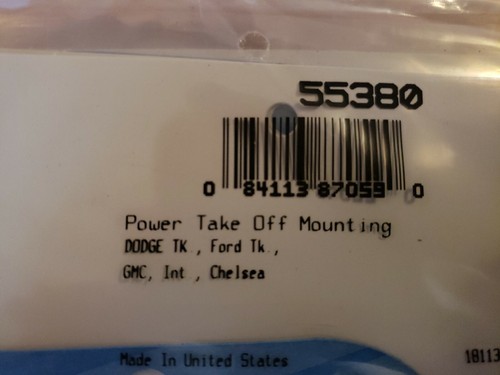 55380
0 84113 87059 0
Power Take Off Mounting
DODGE TK., Ford Tk.,
GMC, Int., Chelsea
Made In United States
18113